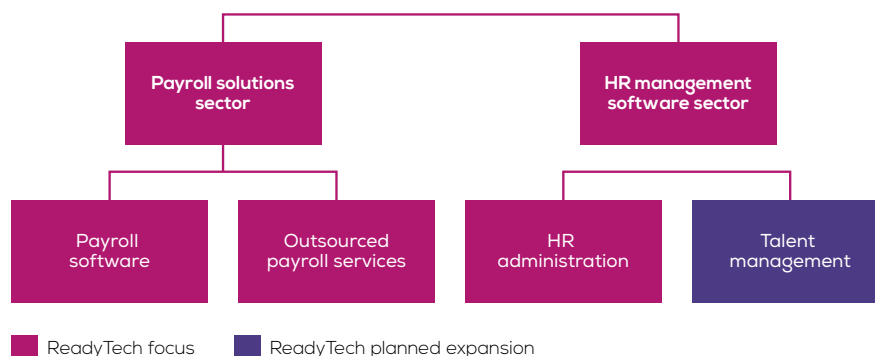 Payroll solutions
sector
HR management
software sector
Payroll
software
Outsourced
payroll services
HR
administration
Talent
management
ReadyTech focus
ReadyTech planned expansion